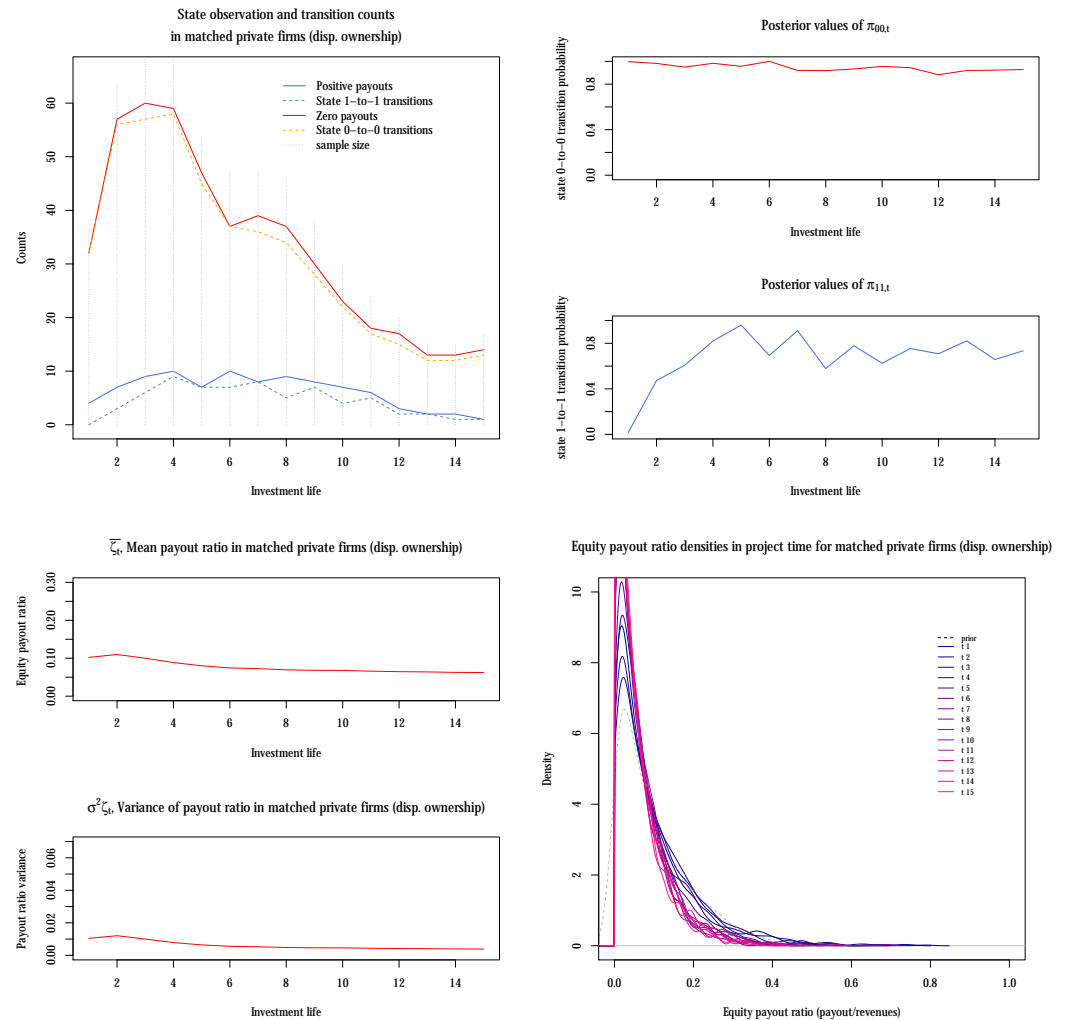 State observation and transition counts
in matched private firms (disp. ownership)
Counts
0
10
20
30
40
50
60
Positive payouts
State 1−to−1 transitions
Zero payouts
State 0−to−0 transitions
sample size
2 4 6 8 10 12 14
Investment life
Posterior values of π00,t
state 0−to−0 transition probability
0.0 0.4 0.8
2 4 6 8 10 12 14
Investment life
Posterior values of π11,t
state 1−to−1 transition probability
0.0 0.4 0.8
2 4 6 8 10 12 14
Investment life
ζt, Mean payout ratio in matched private firms (disp. ownership)
Equity payout ratio
0.00 0.10 0.20 0.30
2 4 6 8 10 12 14
Investment life
σ2ζt, Variance of payout ratio in matched private firms (disp. ownership)
Payout ratio variance
0.00 0.02 0.04 0.06
2 4 6 8 10 12 14
Investment life
Equity payout ratio densities in project time for matched private firms (disp. ownership)
Density
0
2
4
6
8
10
prior
t 1
t 2
t 3
t 4
t 5
t 6
t 7
t 8
t 9
t 10
t 11
t 12
t 13
t 14
t 15
0.0 0.2 0.4 0.6 0.8 1.0
Equity payout ratio (payout/revenues)